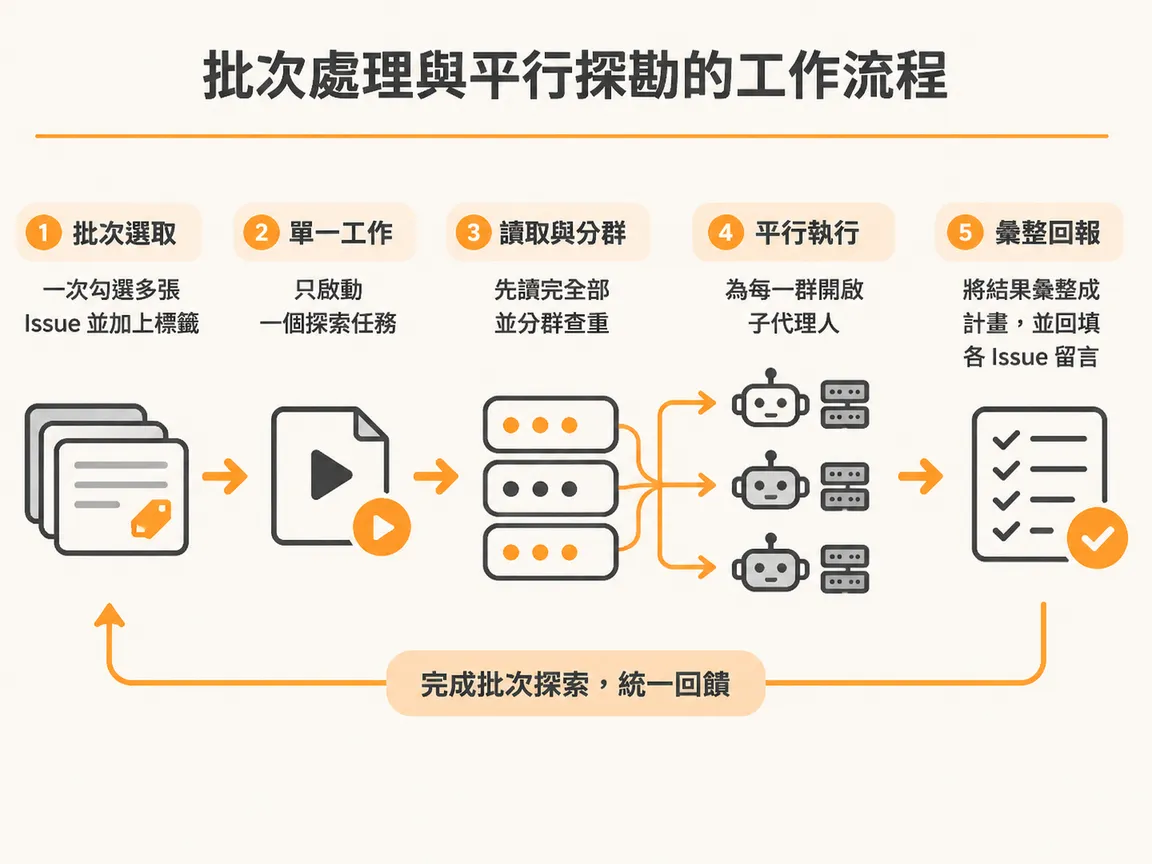 批次處理與平行探勘的工作流程
1 批次選取
一次勾選多張
Issue 並加上標籤
2 單一工作
只啟動
一個探索任務
3 讀取與分群
先讀完全部
並分群查重
4 平行執行
為每一群開啟
子代理人
5 彙整回報
將結果彙整成
計畫，並回填
各 Issue 留言
完成批次探索，統一回饋